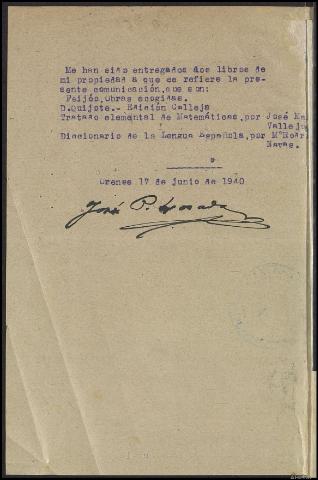 Me han sido entregados dos libros de
mi propiedad a que se refiere la pre-
sente comunicación, que son:
Feijóo, Obras escogidas.
D. Quijote.- Edición Calleja
Tratado elemental de Matemáticas, por José Ma
Vallejo
Diccionario de la Lengua Española, por Mª Rodr
Navas.
Orense 17 de junio de 1940
José P.